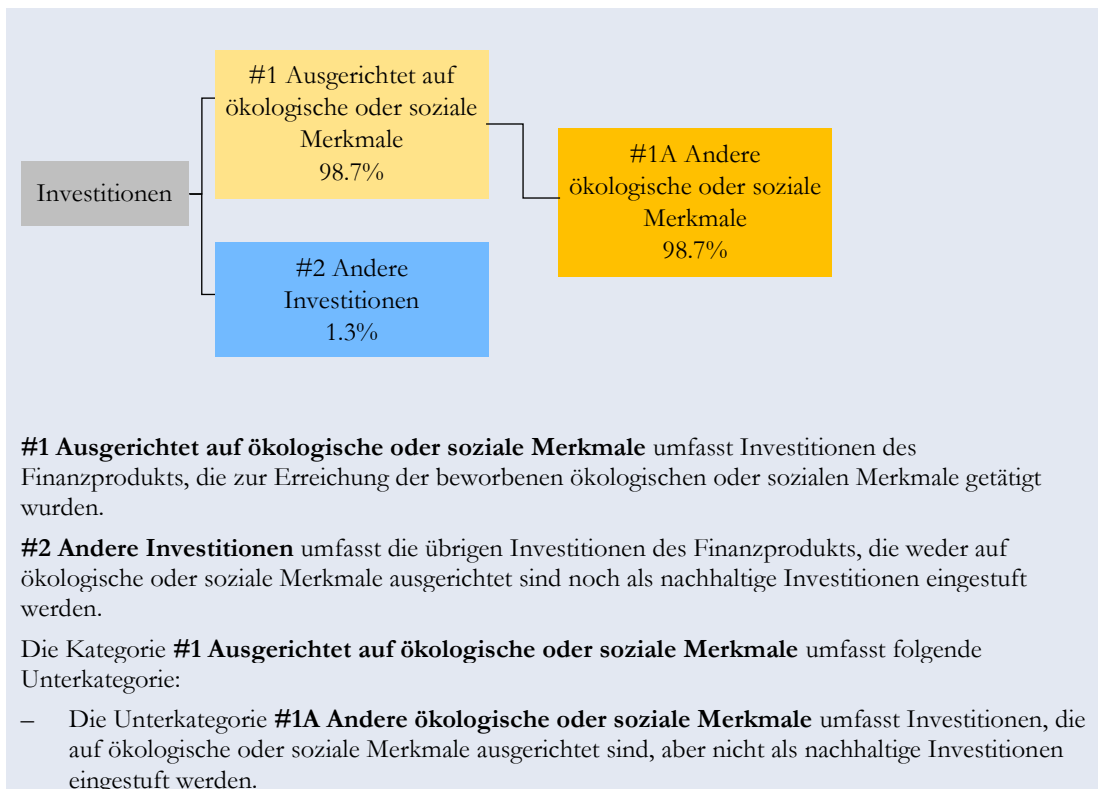 #1 Ausgerichtet auf
ökologische oder soziale
Merkmale
98.7%
#1A Andere
ökologische oder soziale
Merkmale
98.7%
Investitionen
#2 Andere
Investitionen
1.3%
#1 Ausgerichtet auf ökologische oder soziale Merkmale umfasst Investitionen des
Finanzprodukts, die zur Erreichung der beworbenen ökologischen oder sozialen Merkmale getätigt
wurden.
#2 Andere Investitionen umfasst die übrigen Investitionen des Finanzprodukts, die weder auf
ökologische oder soziale Merkmale ausgerichtet sind noch als nachhaltige Investitionen eingestuft
werden.
Die Kategorie #1 Ausgerichtet auf ökologische oder soziale Merkmale umfasst folgende
Unterkategorie:
– Die Unterkategorie #1A Andere ökologische oder soziale Merkmale umfasst Investitionen, die
auf ökologische oder soziale Merkmale ausgerichtet sind, aber nicht als nachhaltige Investitionen
eingestuft werden.